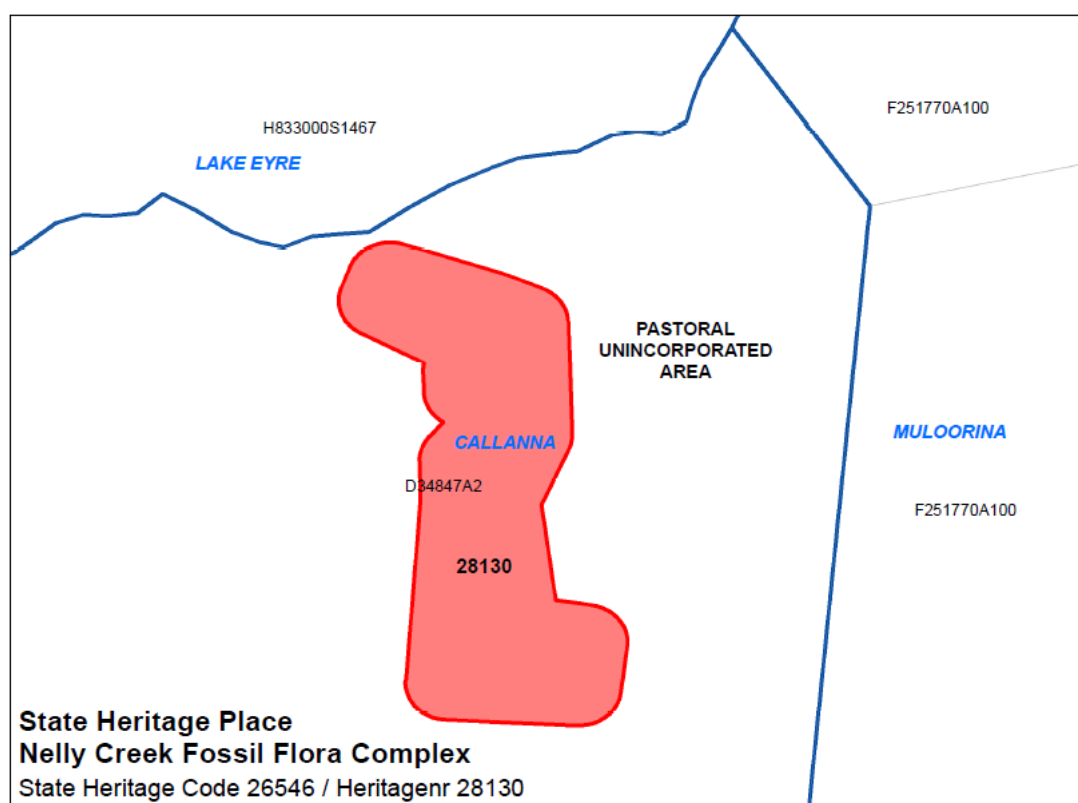 H833000S1467
LAKE EYRE
F251770A100
PASTORAL
UNINCORPORATED
AREA
CALLANNA
MULOORINA
D34847A2
F251770A100
28130
State Heritage Place
Nelly Creek Fossil Flora Complex
State Heritage Code 26546 / Heritagenr 28130